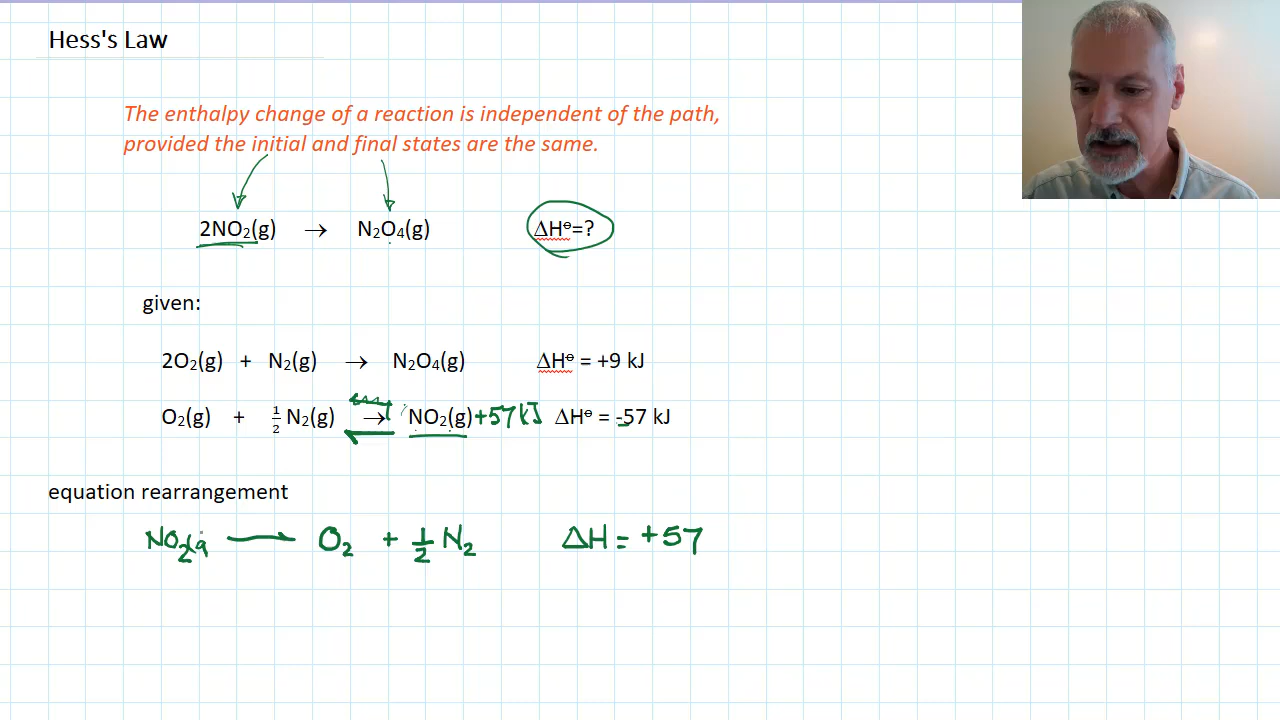 Hess's Law
The enthalpy change of a reaction is independent of the path,
provided the initial and final states are the same.
2NO₂(g) → N₂O₄(g) ΔH⦵=?
given:
2O₂(g) + N₂(g) → N₂O₄(g) ΔH⦵ = +9 kJ
O₂(g) + ½ N₂(g) → NO₂(g) +57kJ ΔH⦵ = -57 kJ
equation rearrangement
NO₂(g → O₂ + ½ N₂ ΔH = +57